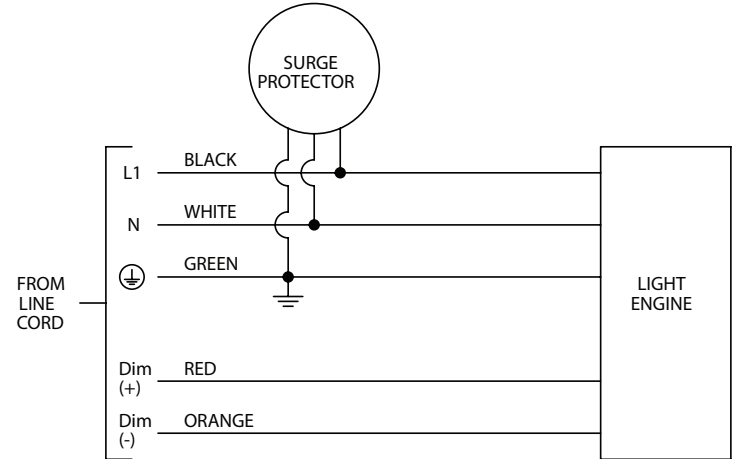 SURGE
PROTECTOR
L1 BLACK
N WHITE
GREEN
FROM
LINE
CORD
LIGHT
ENGINE
Dim
(+)
RED
Dim
(-)
ORANGE